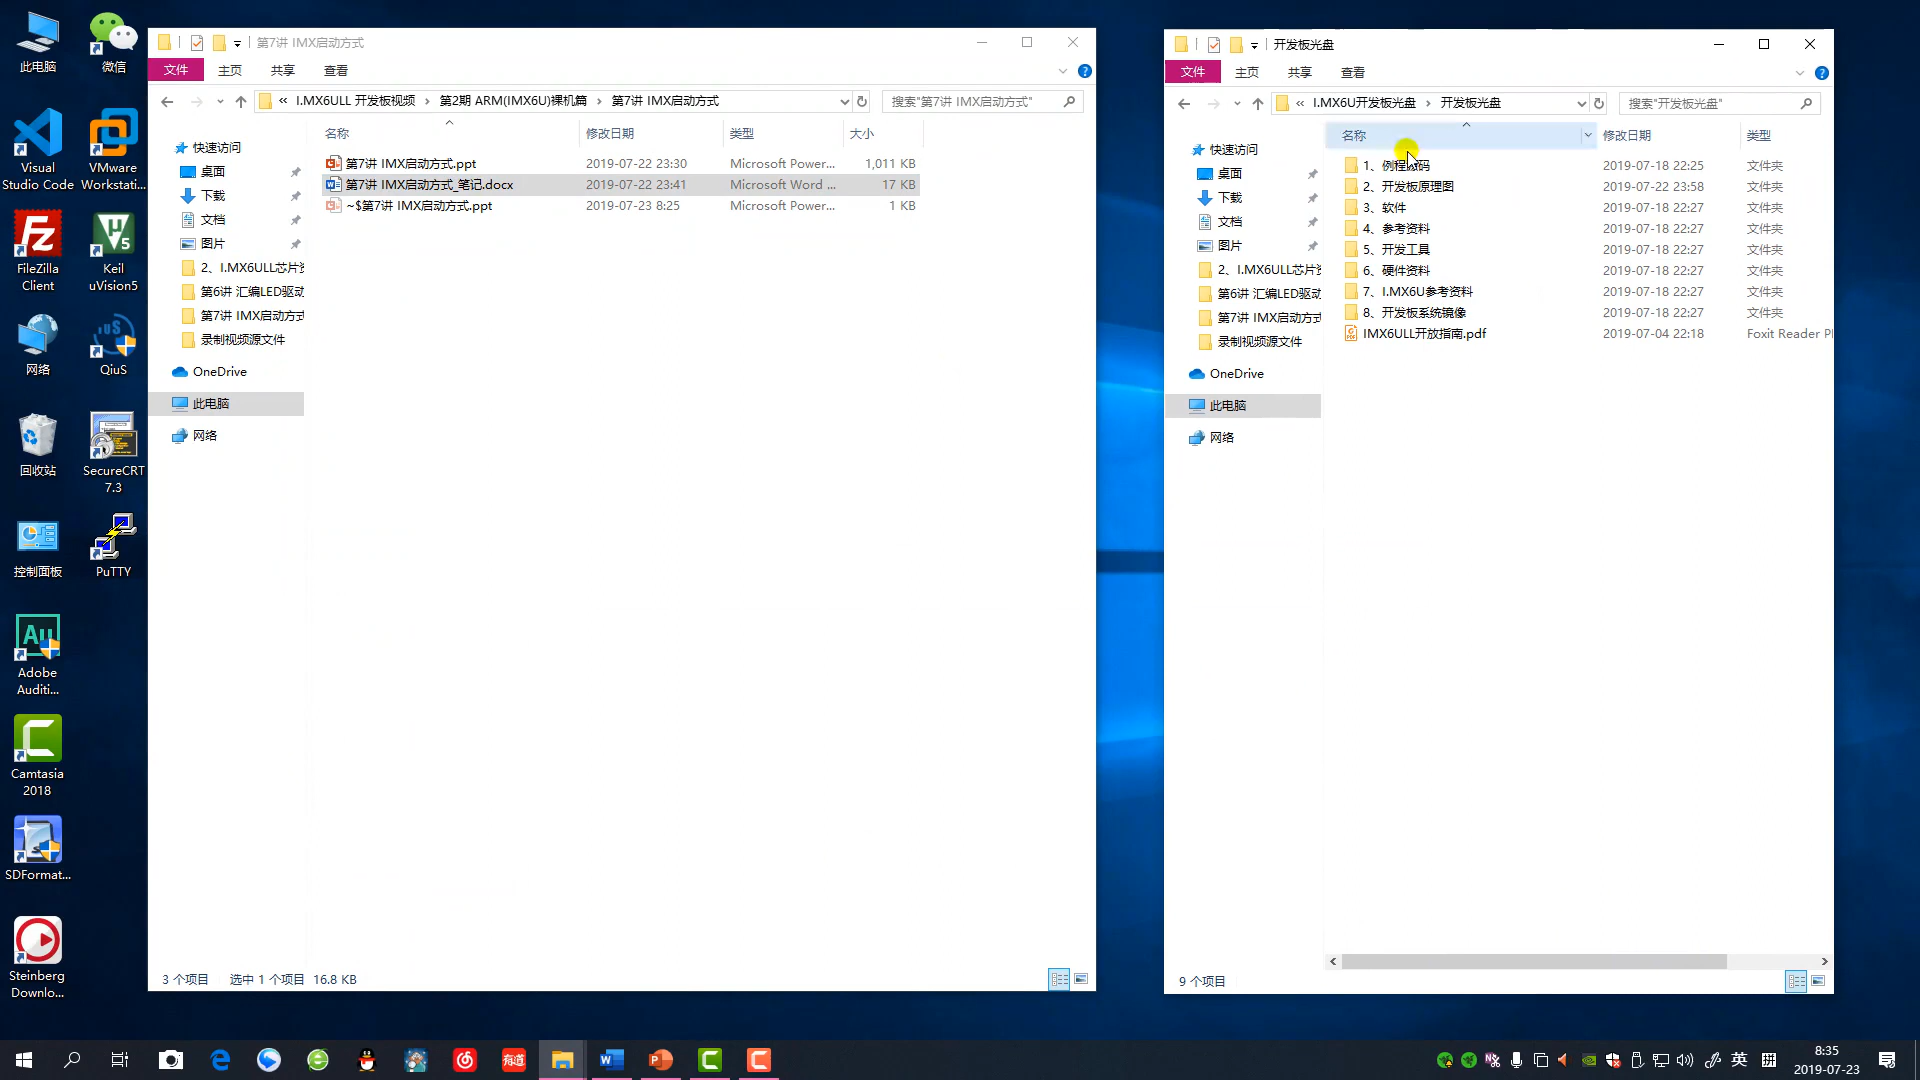 此电脑
微信
Visual Studio Code
VMware Workstati...
FileZilla Client
Keil uVision5
网络
QiuS
回收站
SecureCRT 7.3
控制面板
PuTTY
Adobe Auditi...
Camtasia 2018
SDFormat...
Steinberg Downlo...
第7讲 IMX启动方式
文件 主页 共享 查看
« I.MX6ULL 开发板视频 › 第2期 ARM(IMX6U)裸机篇 › 第7讲 IMX启动方式
搜索"第7讲 IMX启动方式"
快速访问
桌面
下载
文档
图片
2、I.MX6ULL芯片资
第6讲 汇编LED驱动
第7讲 IMX启动方式
录制视频源文件
OneDrive
此电脑
网络
名称 修改日期 类型 大小
第7讲 IMX启动方式.ppt 2019-07-22 23:30 Microsoft Power... 1,011 KB
第7讲 IMX启动方式_笔记.docx 2019-07-22 23:41 Microsoft Word ... 17 KB
~$第7讲 IMX启动方式.ppt 2019-07-23 8:25 Microsoft Power... 1 KB
3 个项目 选中 1 个项目 16.8 KB
开发板光盘
文件 主页 共享 查看
« I.MX6U开发板光盘 › 开发板光盘
搜索"开发板光盘"
快速访问
桌面
下载
文档
图片
2、I.MX6ULL芯片资
第6讲 汇编LED驱动
第7讲 IMX启动方式
录制视频源文件
OneDrive
此电脑
网络
名称 修改日期 类型
1、例程源码 2019-07-18 22:25 文件夹
2、开发板原理图 2019-07-22 23:58 文件夹
3、软件 2019-07-18 22:27 文件夹
4、参考资料 2019-07-18 22:27 文件夹
5、开发工具 2019-07-18 22:27 文件夹
6、硬件资料 2019-07-18 22:27 文件夹
7、I.MX6U参考资料 2019-07-18 22:27 文件夹
8、开发板系统镜像 2019-07-18 22:27 文件夹
IMX6ULL开放指南.pdf 2019-07-04 22:18 Foxit Reader P
9 个项目
有道
英
8:35
2019-07-23